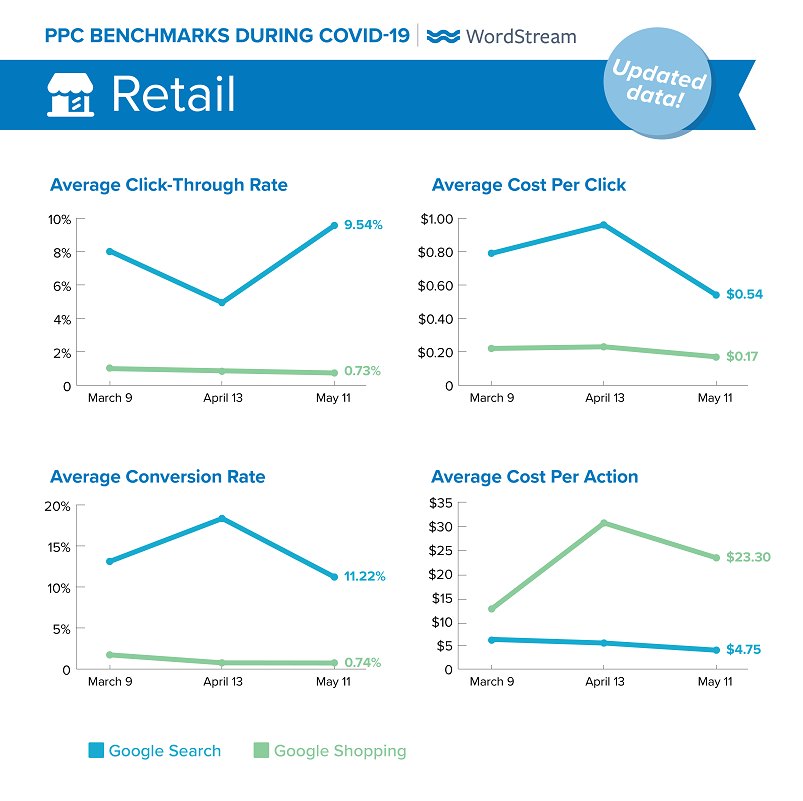 PPC BENCHMARKS DURING COVID-19 | WordStream
Retail
Updated
data!
Average Click-Through Rate
10%
8%
6%
4%
2%
0
9.54%
0.73%
March 9 April 13 May 11
Average Cost Per Click
$1.00
$0.80
$0.60
$0.40
$0.20
0
$0.54
$0.17
March 9 April 13 May 11
Average Conversion Rate
20%
15%
10%
5%
0
11.22%
0.74%
March 9 April 13 May 11
Average Cost Per Action
$35
$30
$25
$20
$15
$10
$5
0
$23.30
$4.75
March 9 April 13 May 11
Google Search Google Shopping